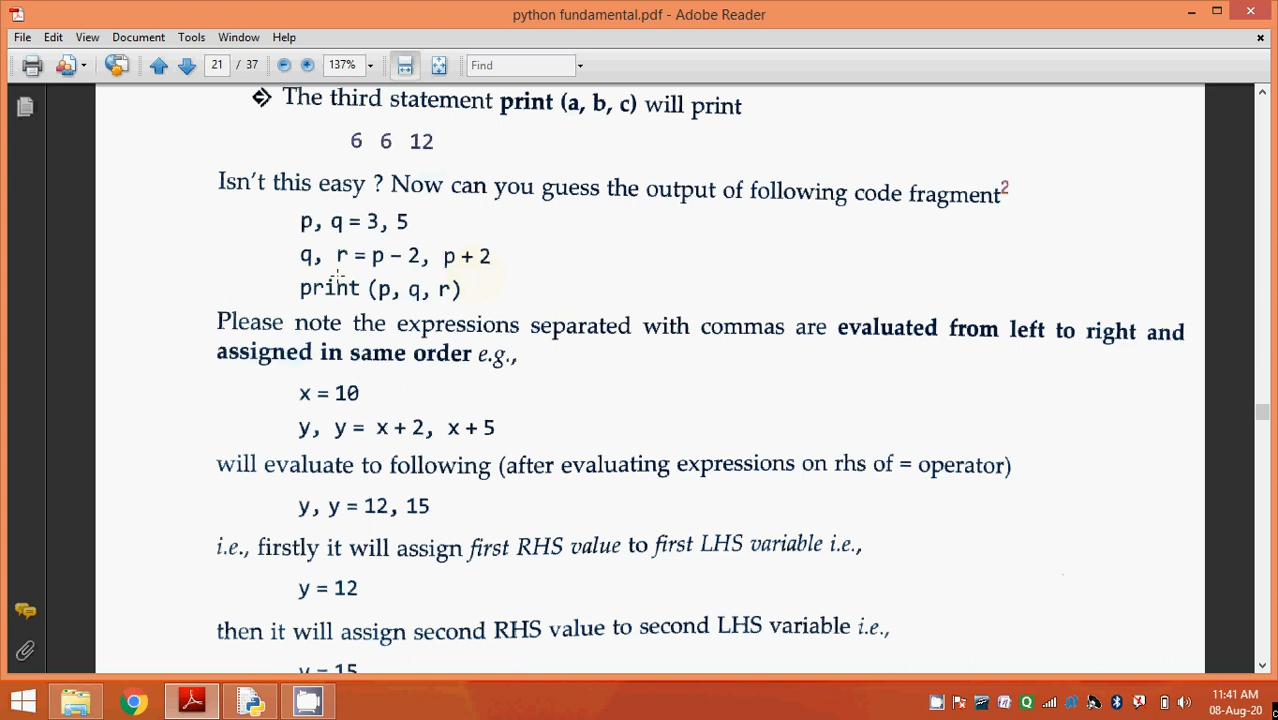 python fundamental.pdf - Adobe Reader
File Edit View Document Tools Window Help
21 / 37 137% Find
The third statement print (a, b, c) will print
6 6 12
Isn't this easy ? Now can you guess the output of following code fragment2
p, q = 3, 5
q, r = p − 2, p + 2
print (p, q, r)
Please note the expressions separated with commas are evaluated from left to right and
assigned in same order e.g.,
x = 10
y, y = x + 2, x + 5
will evaluate to following (after evaluating expressions on rhs of = operator)
y, y = 12, 15
i.e., firstly it will assign first RHS value to first LHS variable i.e.,
y = 12
then it will assign second RHS value to second LHS variable i.e.,
y = 15
11:41 AM
08-Aug-20